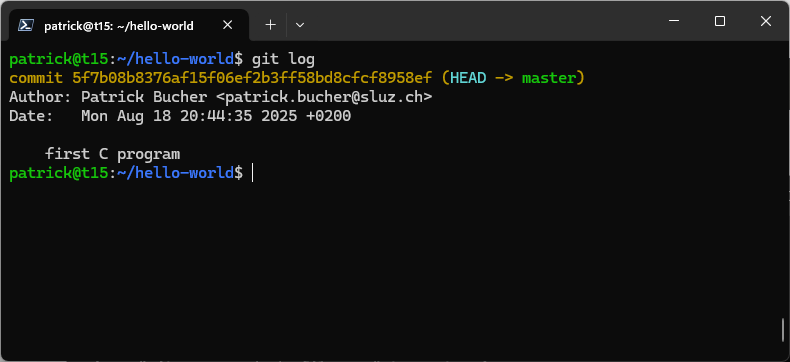 patrick@t15: ~/hello-world
patrick@t15:~/hello-world$ git log
commit 5f7b08b8376af15f06ef2b3ff58bd8cfcf8958ef (HEAD -> master)
Author: Patrick Bucher <patrick.bucher@sluz.ch>
Date:   Mon Aug 18 20:44:35 2025 +0200

    first C program
patrick@t15:~/hello-world$